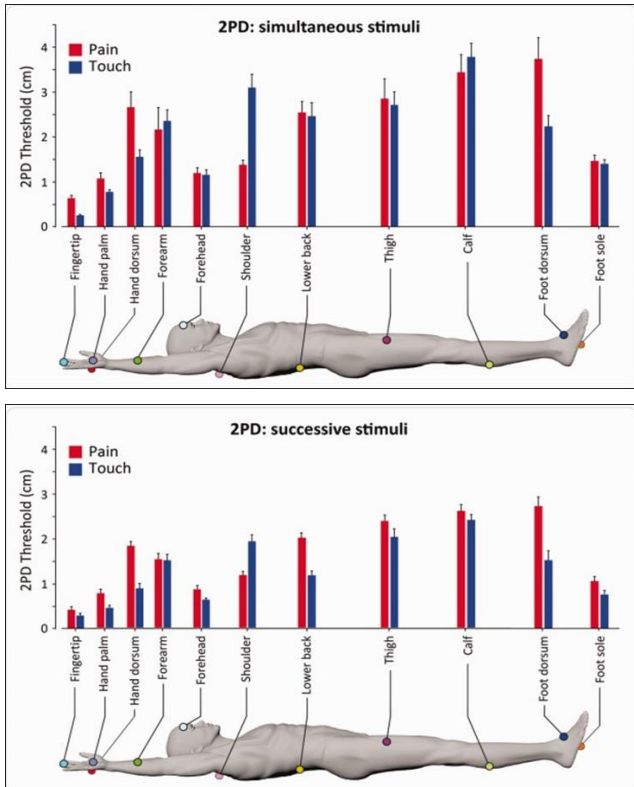 2PD: simultaneous stimuli
Pain
Touch
2PD Threshold (cm)
4
3
2
1
0
Fingertip
Hand palm
Hand dorsum
Forearm
Forehead
Shoulder
Lower back
Thigh
Calf
Foot dorsum
Foot sole
2PD: successive stimuli
Pain
Touch
2PD Threshold (cm)
4
3
2
1
0
Fingertip
Hand palm
Hand dorsum
Forearm
Forehead
Shoulder
Lower back
Thigh
Calf
Foot dorsum
Foot sole